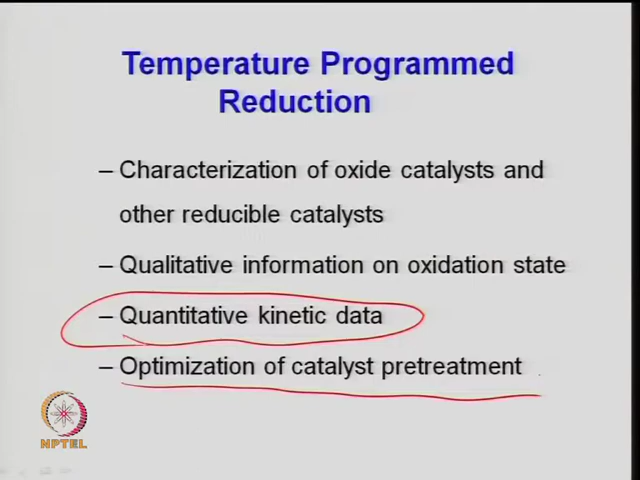 Temperature Programmed
Reduction
– Characterization of oxide catalysts and
other reducible catalysts
– Qualitative information on oxidation state
– Quantitative kinetic data
– Optimization of catalyst pretreatment
NPTEL